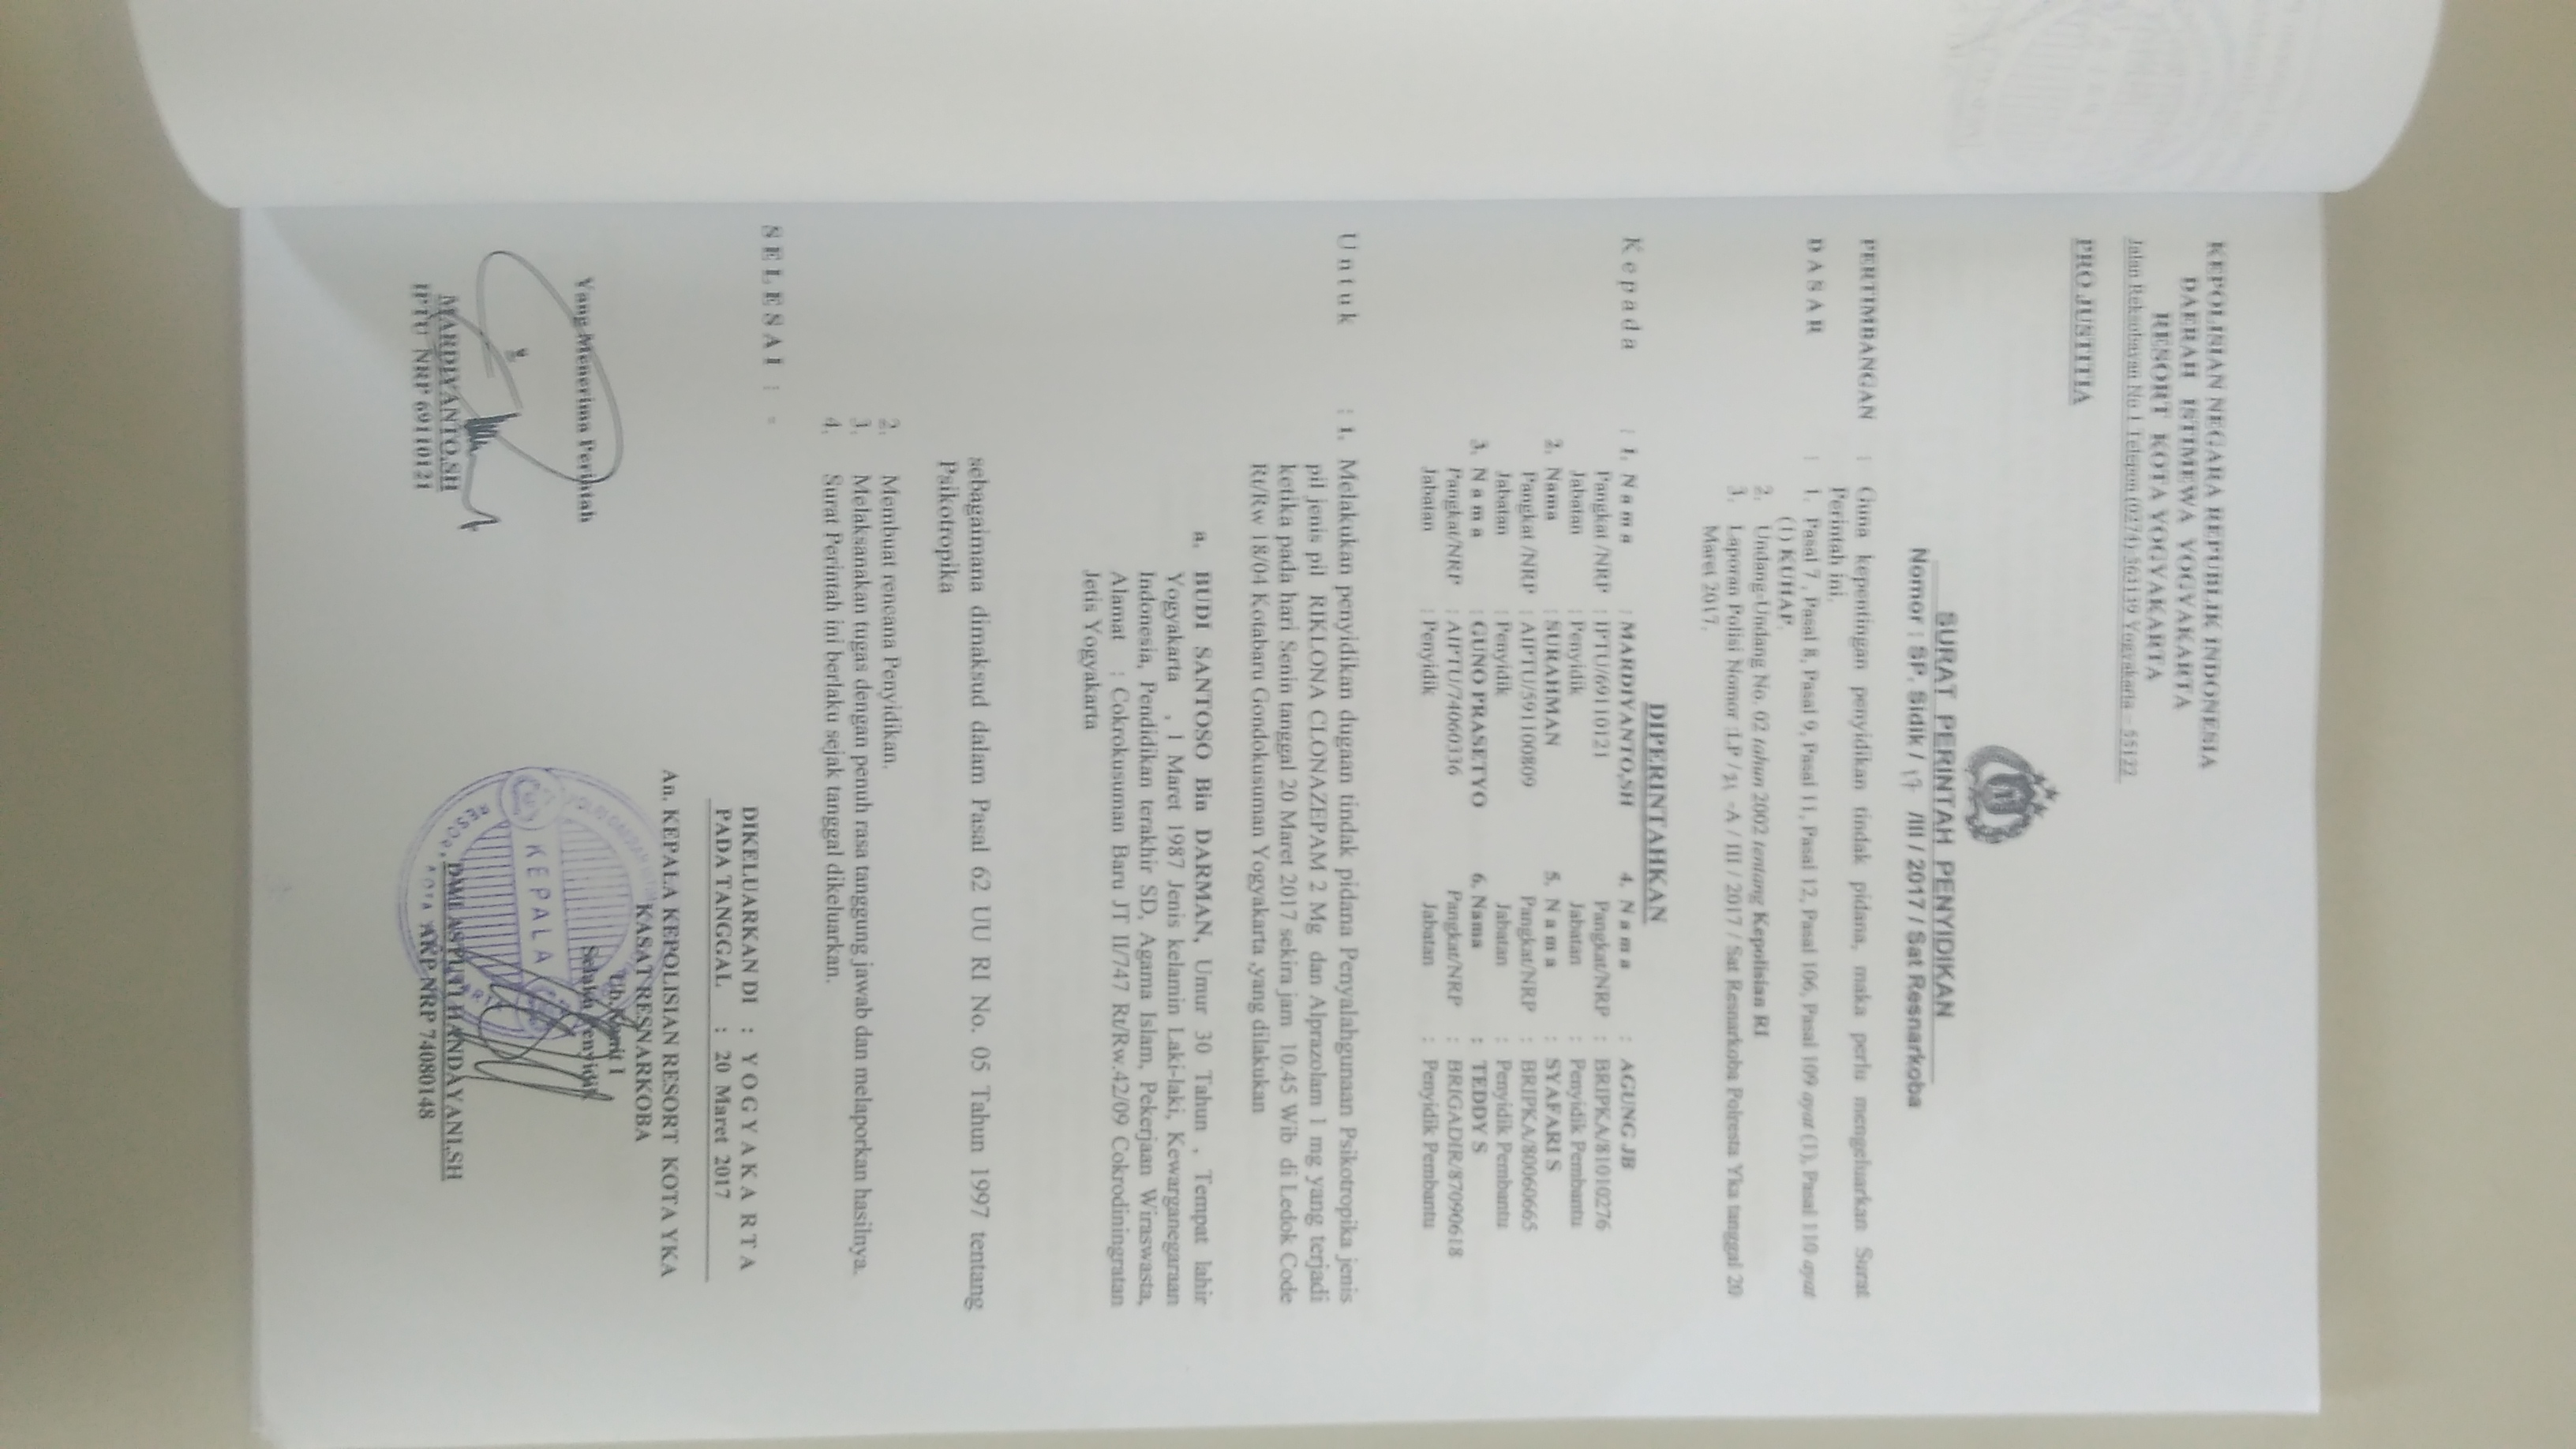 KEPOLISIAN NEGARA REPUBLIK INDONESIA
DAERAH ISTIMEWA YOGYAKARTA
RESORT KOTA YOGYAKARTA
Jalan Reksobayan No 1 Telepon (0274) Yogyakarta – 55122
PRO JUSTITIA
SURAT PERINTAH PENYIDIKAN
Nomor : SP. Sidik / /III / 2017 / Sat Resnarkoba
PERTIMBANGAN : Guna kepentingan penyidikan tindak pidana, maka perlu mengeluarkan Surat
Perintah ini.
DASAR : 1. Pasal 7 , Pasal 8, Pasal 9, Pasal 11, Pasal 12, Pasal 106, Pasal 109 ayat (1), Pasal 110 ayat
(1) KUHAP.
2. Undang-Undang No. 02 tahun 2002 tentang Kepolisian RI
3. Laporan Polisi Nomor :LP / -A / III / 2017 / Sat Resnarkoba Polresta Yka tanggal 20
Maret 2017.
DIPERINTAHKAN
Kepada : 1. Nama : MARDIYANTO,SH 4. Nama : AGUNG JB
Pangkat /NRP : IPTU/69110121 Pangkat/NRP : BRIPKA/81010276
Jabatan : Penyidik Jabatan : Penyidik Pembantu
2. Nama : SURAHMAN 5. Nama : SYAFARI S
Pangkat /NRP : AIPTU/591100809 Pangkat/NRP : BRIPKA/80060665
Jabatan : Penyidik Jabatan : Penyidik Pembantu
3. Nama : GUNO PRASETYO 6. Nama : TEDDY S
Pangkat/NRP : AIPTU/74060336 Pangkat/NRP : BRIGADIR/87090618
Jabatan : Penyidik Jabatan : Penyidik Pembantu
Untuk : 1. Melakukan penyidikan dugaan tindak pidana Penyalahgunaan Psikotropika jenis
pil jenis pil RIKLONA CLONAZEPAM 2 Mg dan Alprazolam 1 mg yang terjadi
ketika pada hari Senin tanggal 20 Maret 2017 sekira jam 10.45 Wib di Ledok Code
Rt/Rw 18/04 Kotabaru Gondokusuman Yogyakarta ,yang dilakukan
a. BUDI SANTOSO Bin DARMAN, Umur 30 Tahun , Tempat lahir
Yogyakarta , 1 Maret 1987 Jenis kelamin Laki-laki, Kewarganegaraan
Indonesia, Pendidikan terakhir SD, Agama Islam, Pekerjaan Wiraswasta,
Alamat : Cokrokusuman Baru JT II/747 Rt/Rw.42/09 Cokrodiningratan
Jetis Yogyakarta
sebagaimana dimaksud dalam Pasal 62 UU RI No. 05 Tahun 1997 tentang
Psikotropika
2. Membuat rencana Penyidikan.
3. Melaksanakan tugas dengan penuh rasa tanggung jawab dan melaporkan hasilnya.
4. Surat Perintah ini berlaku sejak tanggal dikeluarkan.
SELESAI : -
DIKELUARKAN DI : YOGYAKARTA
PADA TANGGAL : 20 Maret 2017
An. KEPALA KEPOLISIAN RESORT KOTA YKA
KASAT RESNARKOBA
Ub. Kanit I
Selaku Penyidik
KEPALA
HANDAYANI,SH
AKP NRP 74080148
Yang Menerima Perintah
MARDIYANTO,SH
IPTU NRP 69110121